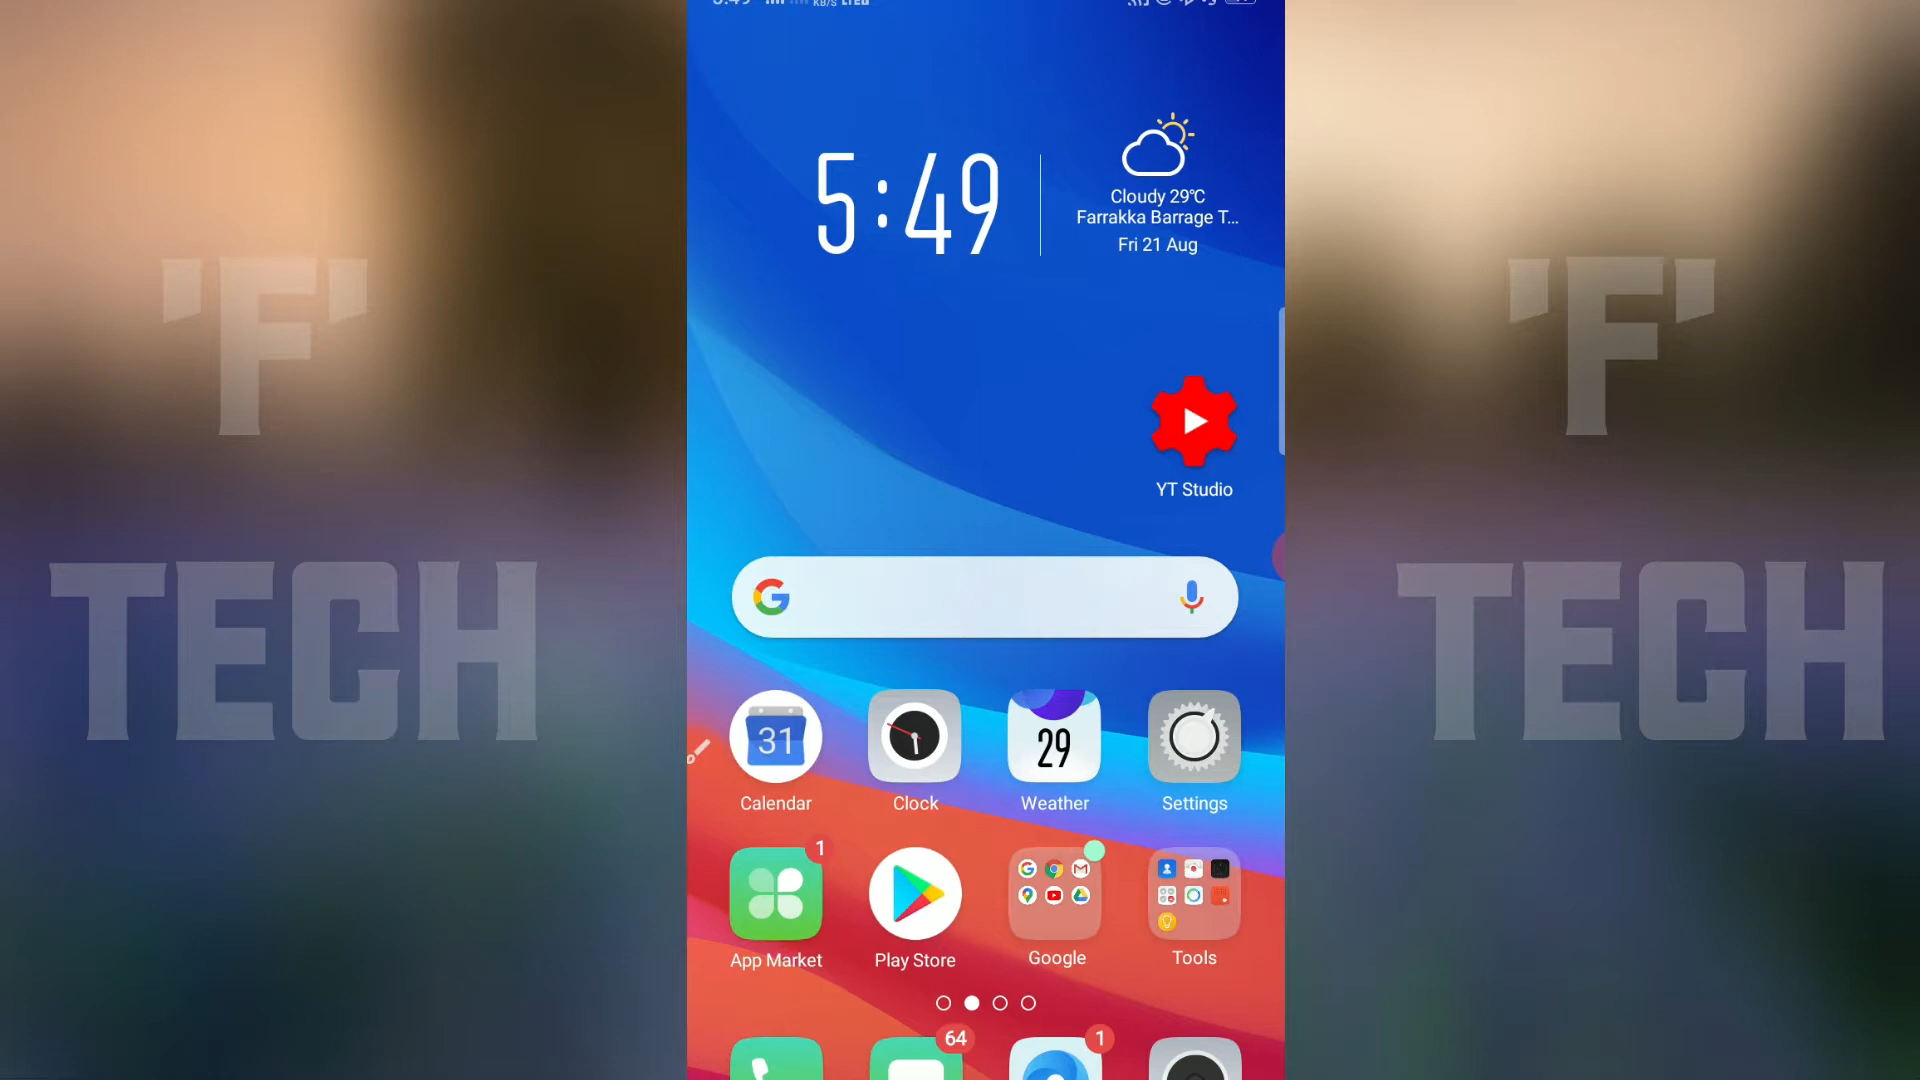 5:49
Cloudy 29℃
Farrakka Barrage T...
Fri 21 Aug
YT Studio
'F'
TECH
'F'
TECH
31
29
Calendar
Clock
Weather
Settings
1
App Market
Play Store
Google
Tools
64
1